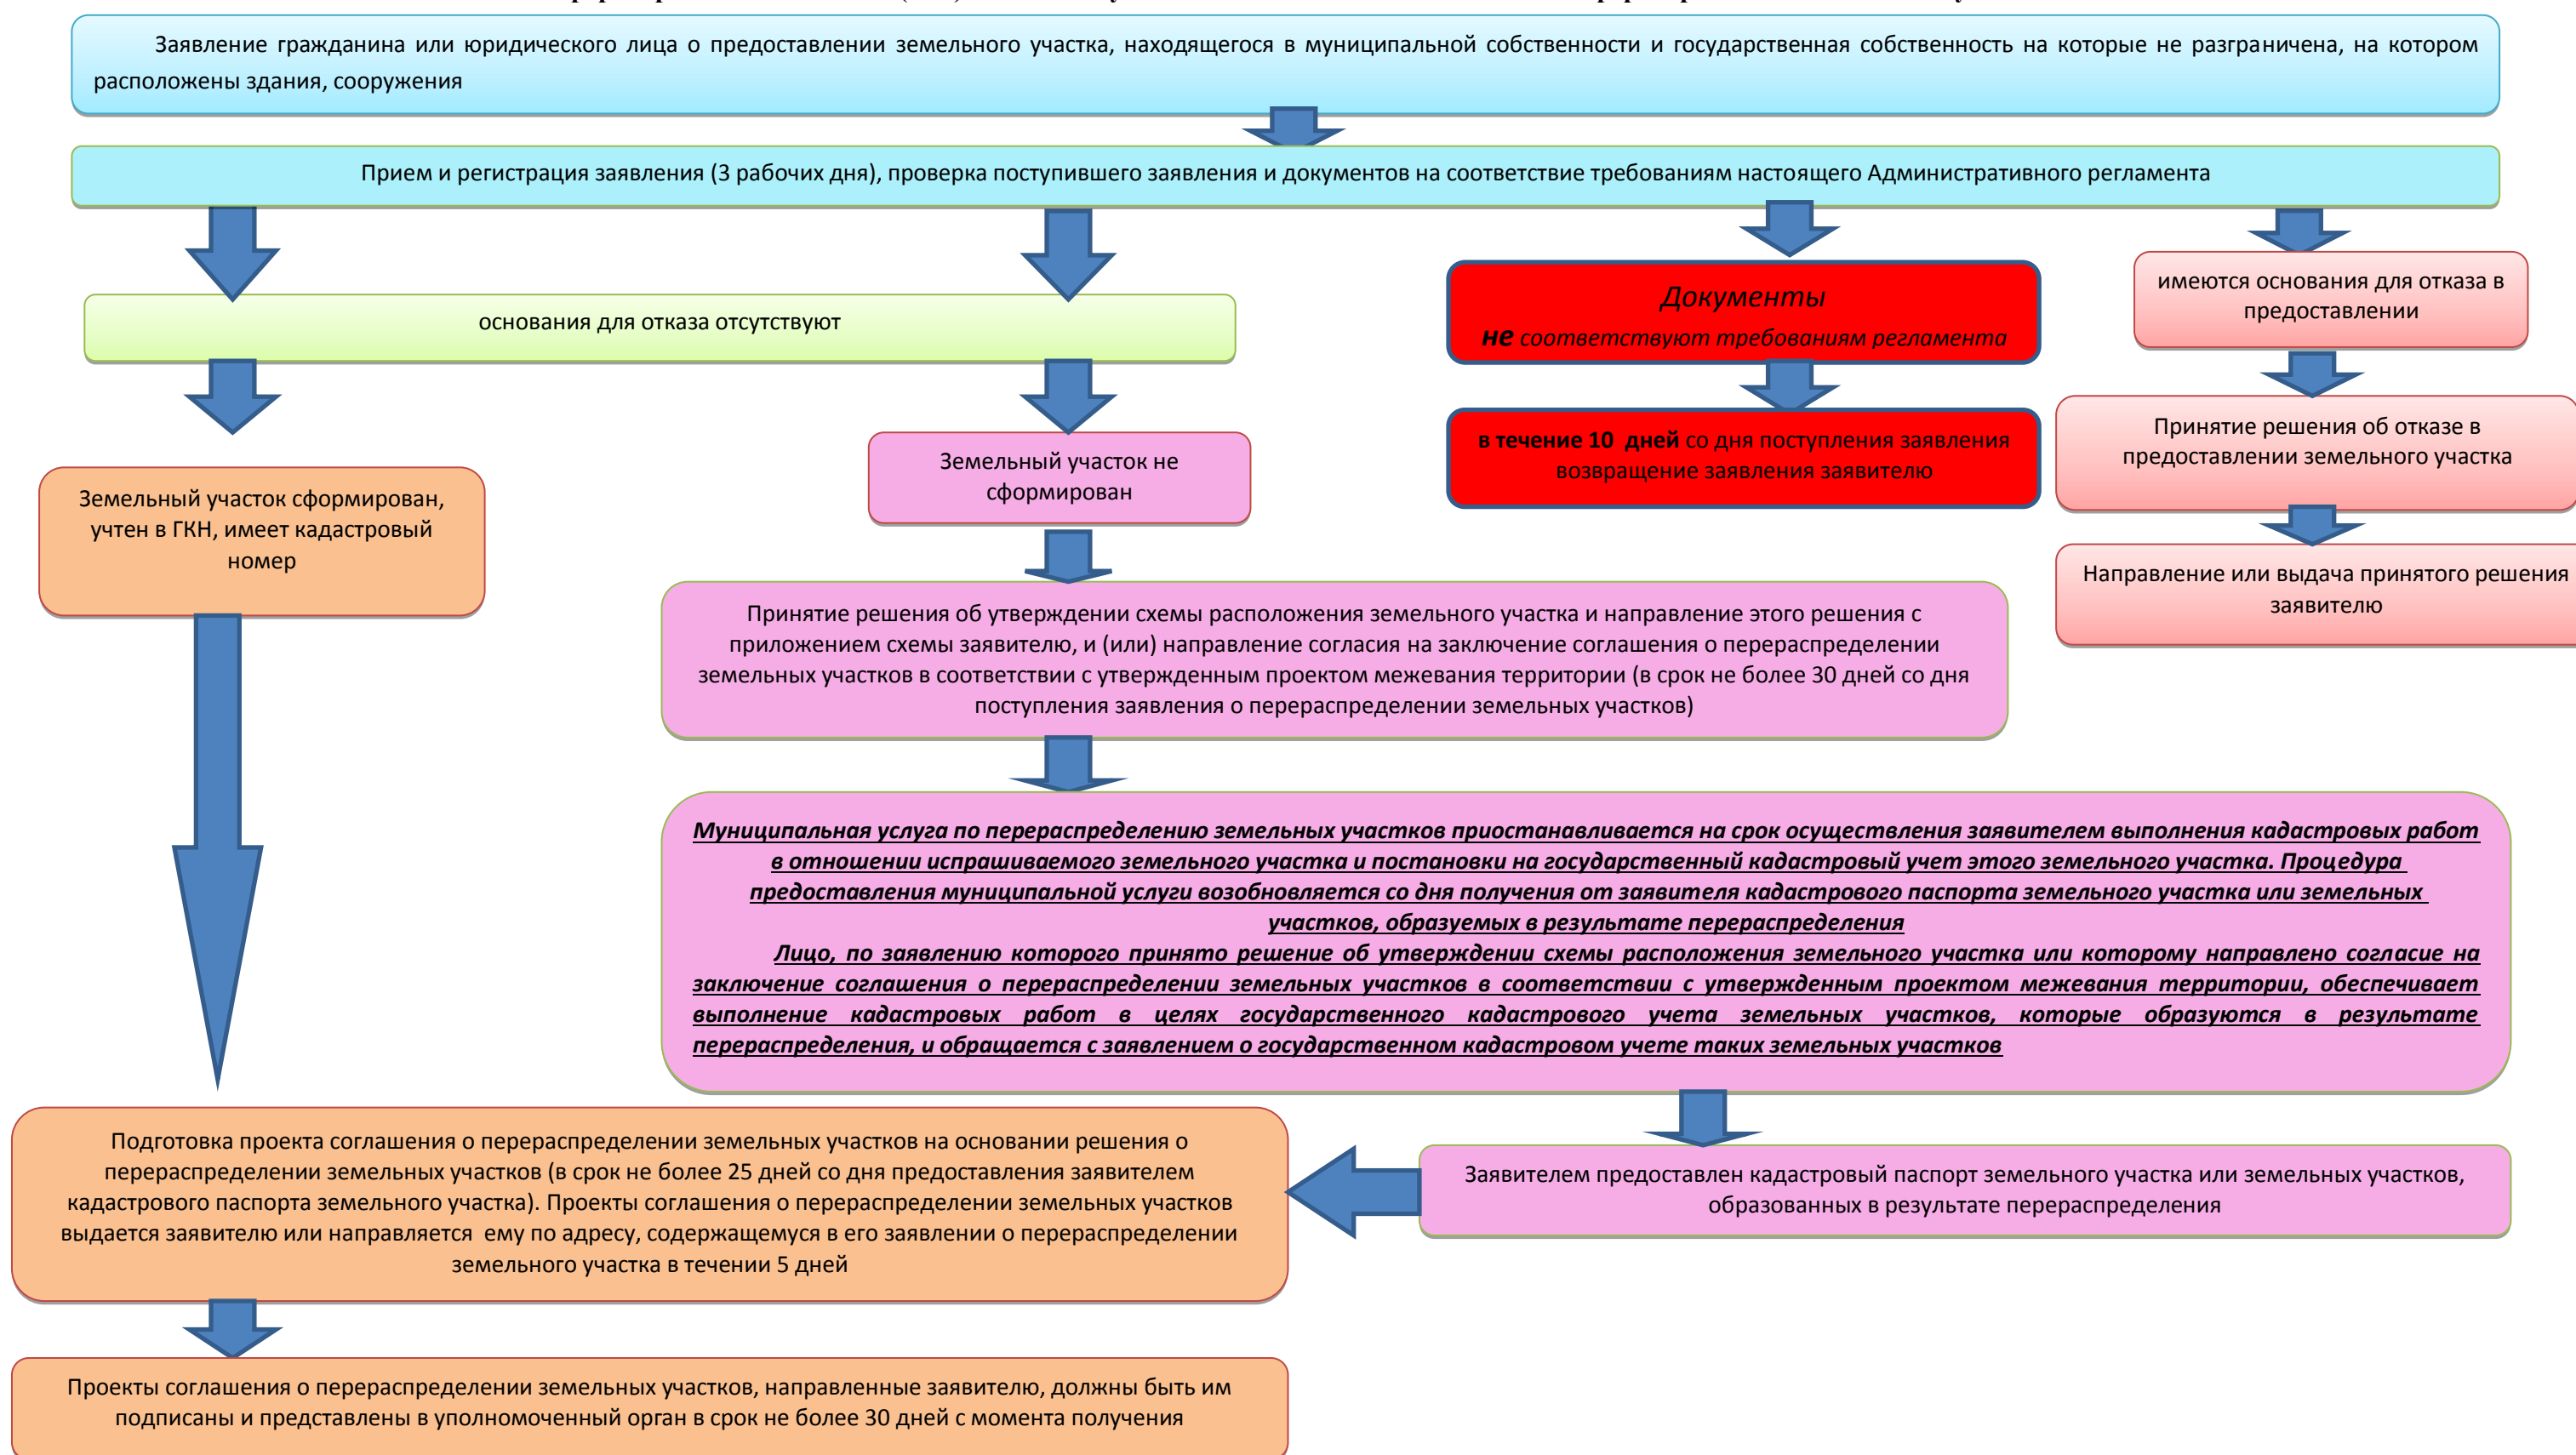 Заявление гражданина или юридического лица о предоставлении земельного участка, находящегося в муниципальной собственности и государственная собственность на которые не разграничена, на котором
расположены здания, сооружения
Прием и регистрация заявления (3 рабочих дня), проверка поступившего заявления и документов на соответствие требованиям настоящего Административного регламента
основания для отказа отсутствуют
Документы
не соответствуют требованиям регламента
имеются основания для отказа в
предоставлении
в течение 10 дней со дня поступления заявления
возвращение заявления заявителю
Принятие решения об отказе в
предоставлении земельного участка
Земельный участок не
сформирован
Земельный участок сформирован,
учтен в ГКН, имеет кадастровый
номер
Направление или выдача принятого решения
заявителю
Принятие решения об утверждении схемы расположения земельного участка и направление этого решения с
приложением схемы заявителю, и (или) направление согласия на заключение соглашения о перераспределении
земельных участков в соответствии с утвержденным проектом межевания территории (в срок не более 30 дней со дня
поступления заявления о перераспределении земельных участков)
Муниципальная услуга по перераспределению земельных участков приостанавливается на срок осуществления заявителем выполнения кадастровых работ
в отношении испрашиваемого земельного участка и постановки на государственный кадастровый учет этого земельного участка. Процедура
предоставления муниципальной услуги возобновляется со дня получения от заявителя кадастрового паспорта земельного участка или земельных
участков, образуемых в результате перераспределения
Лицо, по заявлению которого принято решение об утверждении схемы расположения земельного участка или которому направлено согласие на
заключение соглашения о перераспределении земельных участков в соответствии с утвержденным проектом межевания территории, обеспечивает
выполнение кадастровых работ в целях государственного кадастрового учета земельных участков, которые образуются в результате
перераспределения, и обращается с заявлением о государственном кадастровом учете таких земельных участков
Заявителем предоставлен кадастровый паспорт земельного участка или земельных участков,
образованных в результате перераспределения
Подготовка проекта соглашения о перераспределении земельных участков на основании решения о
перераспределении земельных участков (в срок не более 25 дней со дня предоставления заявителем
кадастрового паспорта земельного участка). Проекты соглашения о перераспределении земельных участков
выдается заявителю или направляется ему по адресу, содержащемуся в его заявлении о перераспределении
земельного участка в течении 5 дней
Проекты соглашения о перераспределении земельных участков, направленные заявителю, должны быть им
подписаны и представлены в уполномоченный орган в срок не более 30 дней с момента получения